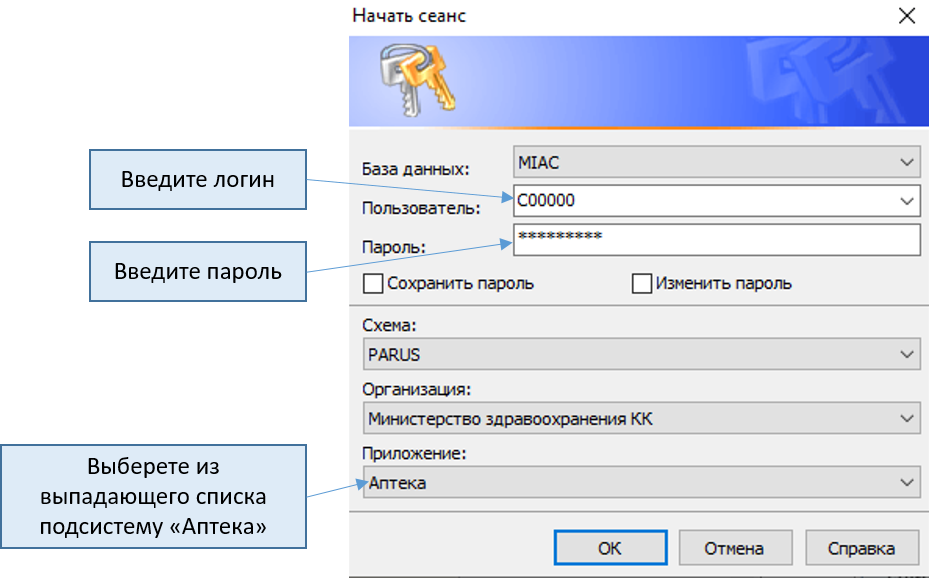 Начать сеанс
База данных:
MIAC
Введите логин
Пользователь:
C00000
Введите пароль
Пароль:
*********
Сохранить пароль
Изменить пароль
Схема:
PARUS
Организация:
Министерство здравоохранения КК
Приложение:
Аптека
Выберете из
выпадающего списка
подсистему «Аптека»
ОК
Отмена
Справка